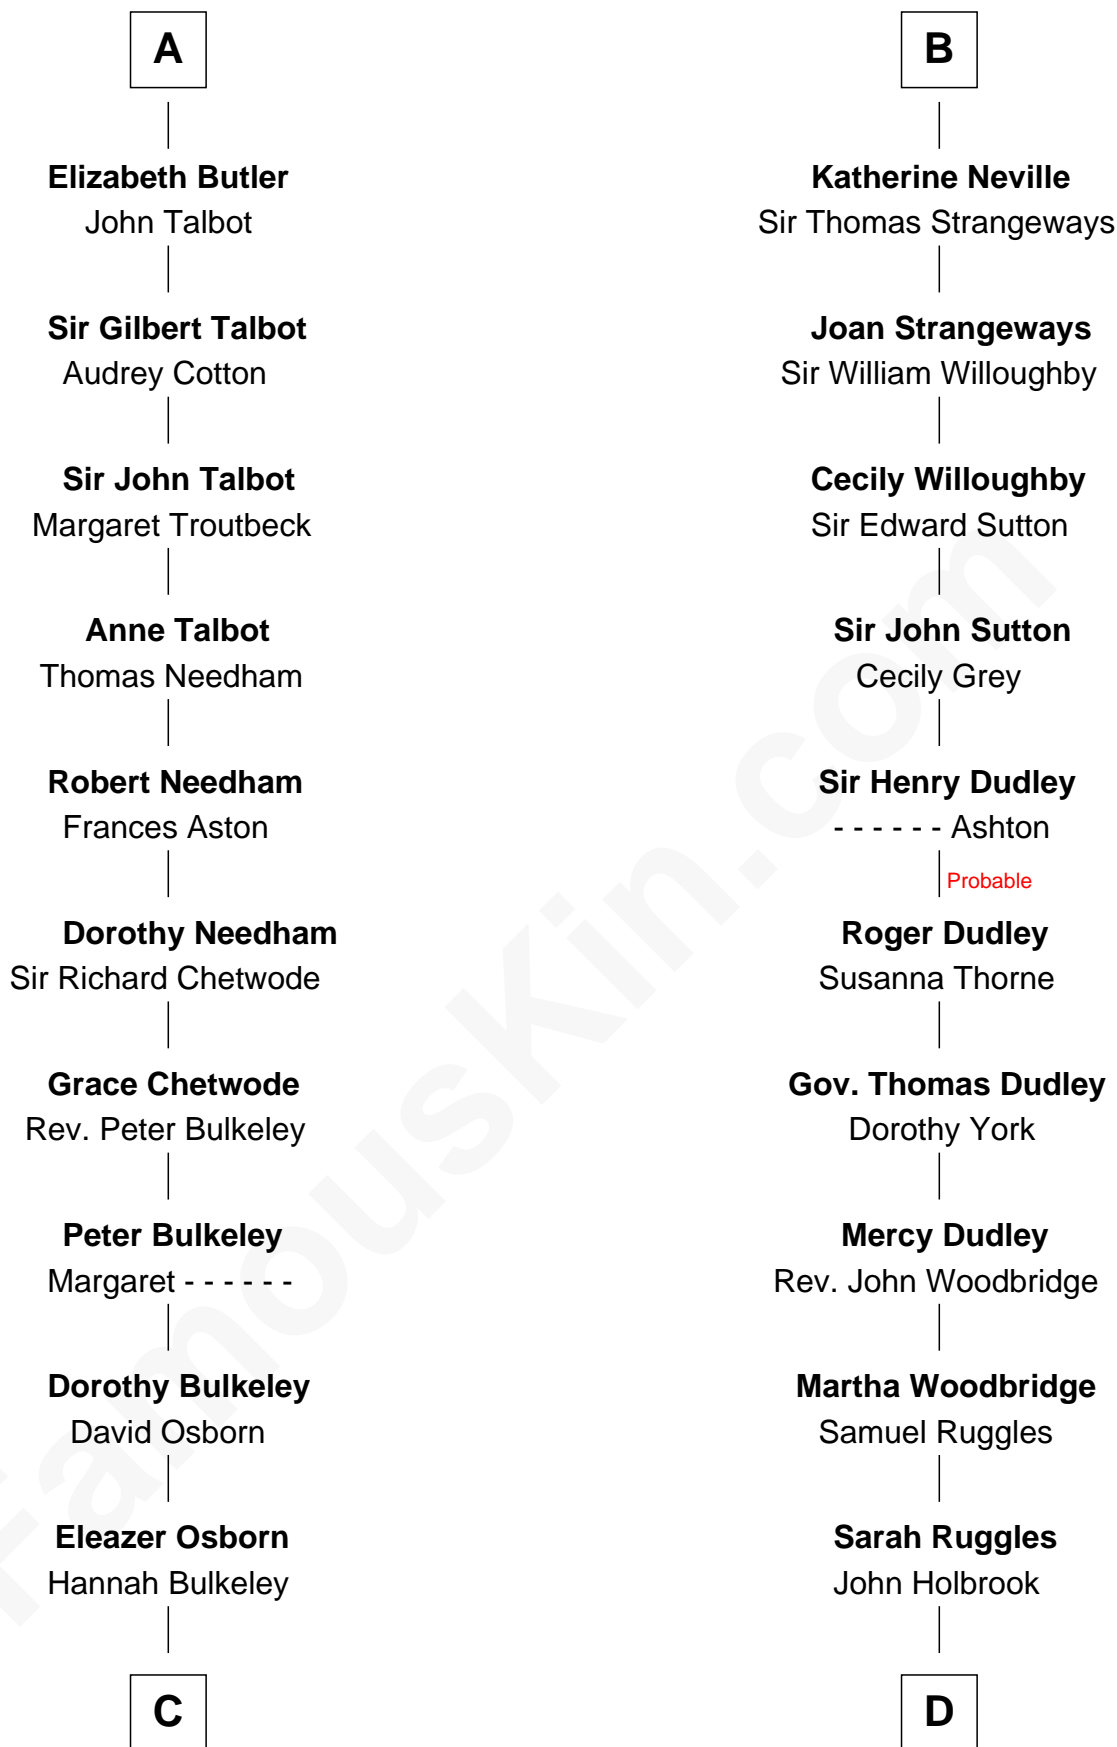 A
Elizabeth Butler
John Talbot
Sir Gilbert Talbot
Audrey Cotton
Sir John Talbot
Margaret Troutbeck
Anne Talbot
Thomas Needham
Robert Needham
Frances Aston
Dorothy Needham
Sir Richard Chetwode
Grace Chetwode
Rev. Peter Bulkeley
Peter Bulkeley
Margaret - - - - - -
Dorothy Bulkeley
David Osborn
Eleazer Osborn
Hannah Bulkeley
C
B
Katherine Neville
Sir Thomas Strangeways
Joan Strangeways
Sir William Willoughby
Cecily Willoughby
Sir Edward Sutton
Sir John Sutton
Cecily Grey
Sir Henry Dudley
- - - - - - Ashton
Probable
Roger Dudley
Susanna Thorne
Gov. Thomas Dudley
Dorothy York
Mercy Dudley
Rev. John Woodbridge
Martha Woodbridge
Samuel Ruggles
Sarah Ruggles
John Holbrook
D
FamousKin.com